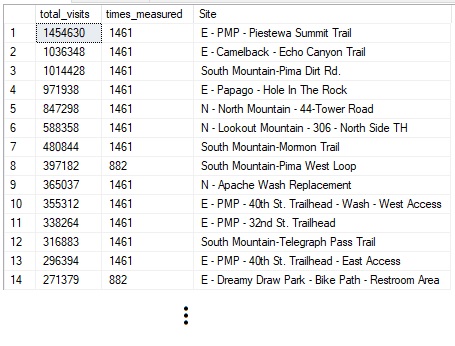 total_visits times_measured Site
1 1454630 1461 E - PMP - Piestewa Summit Trail
2 1036348 1461 E - Camelback - Echo Canyon Trail
3 1014428 1461 South Mountain-Pima Dirt Rd.
4 971938 1461 E - Papago - Hole In The Rock
5 847298 1461 N - North Mountain - 44-Tower Road
6 588358 1461 N - Lookout Mountain - 306 - North Side TH
7 480844 1461 South Mountain-Mormon Trail
8 397182 882 South Mountain-Pima West Loop
9 365037 1461 N - Apache Wash Replacement
10 355312 1461 E - PMP - 40th St. Trailhead - Wash - West Access
11 338264 1461 E - PMP - 32nd St. Trailhead
12 316883 1461 South Mountain-Telegraph Pass Trail
13 296394 1461 E - PMP - 40th St. Trailhead - East Access
14 271379 882 E - Dreamy Draw Park - Bike Path - Restroom Area